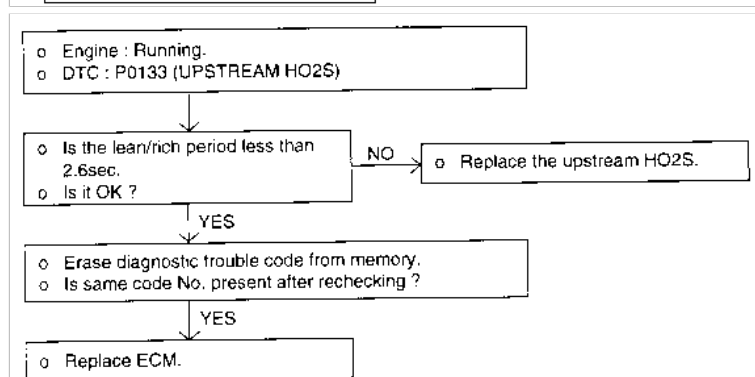 o Engine : Running.
o DTC : P0133 (UPSTREAM HO2S)
o Is the lean/rich period less than
2.6sec.
o Is it OK ?
NO
o Replace the upstream HO2S.
YES
o Erase diagnostic trouble code from memory.
o Is same code No. present after rechecking ?
YES
o Replace ECM.